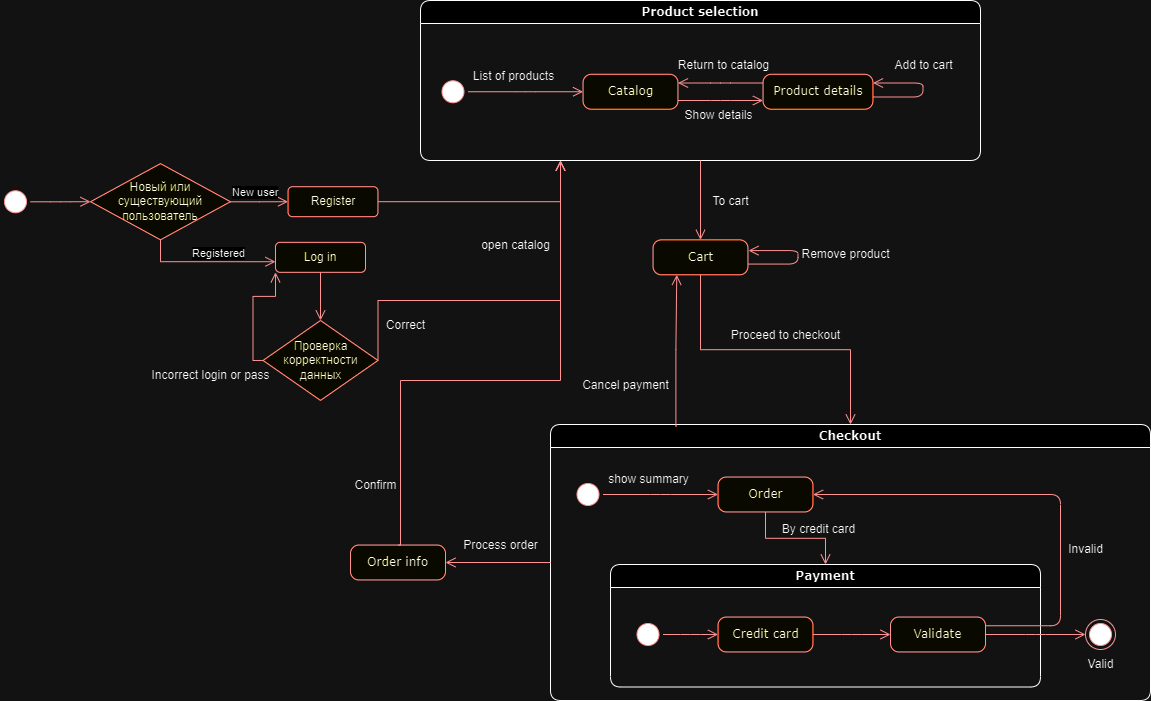 Product selection
List of products
Catalog
Return to catalog
Show details
Product details
Add to cart
Новый или
существующий
пользователь
New user
Register
Registered
Log in
open catalog
To cart
Cart
Remove product
Correct
Проверка
корректности
данных
Incorrect login or pass
Proceed to checkout
Cancel payment
Checkout
show summary
Order
By credit card
Confirm
Process order
Order info
Invalid
Payment
Credit card
Validate
Valid